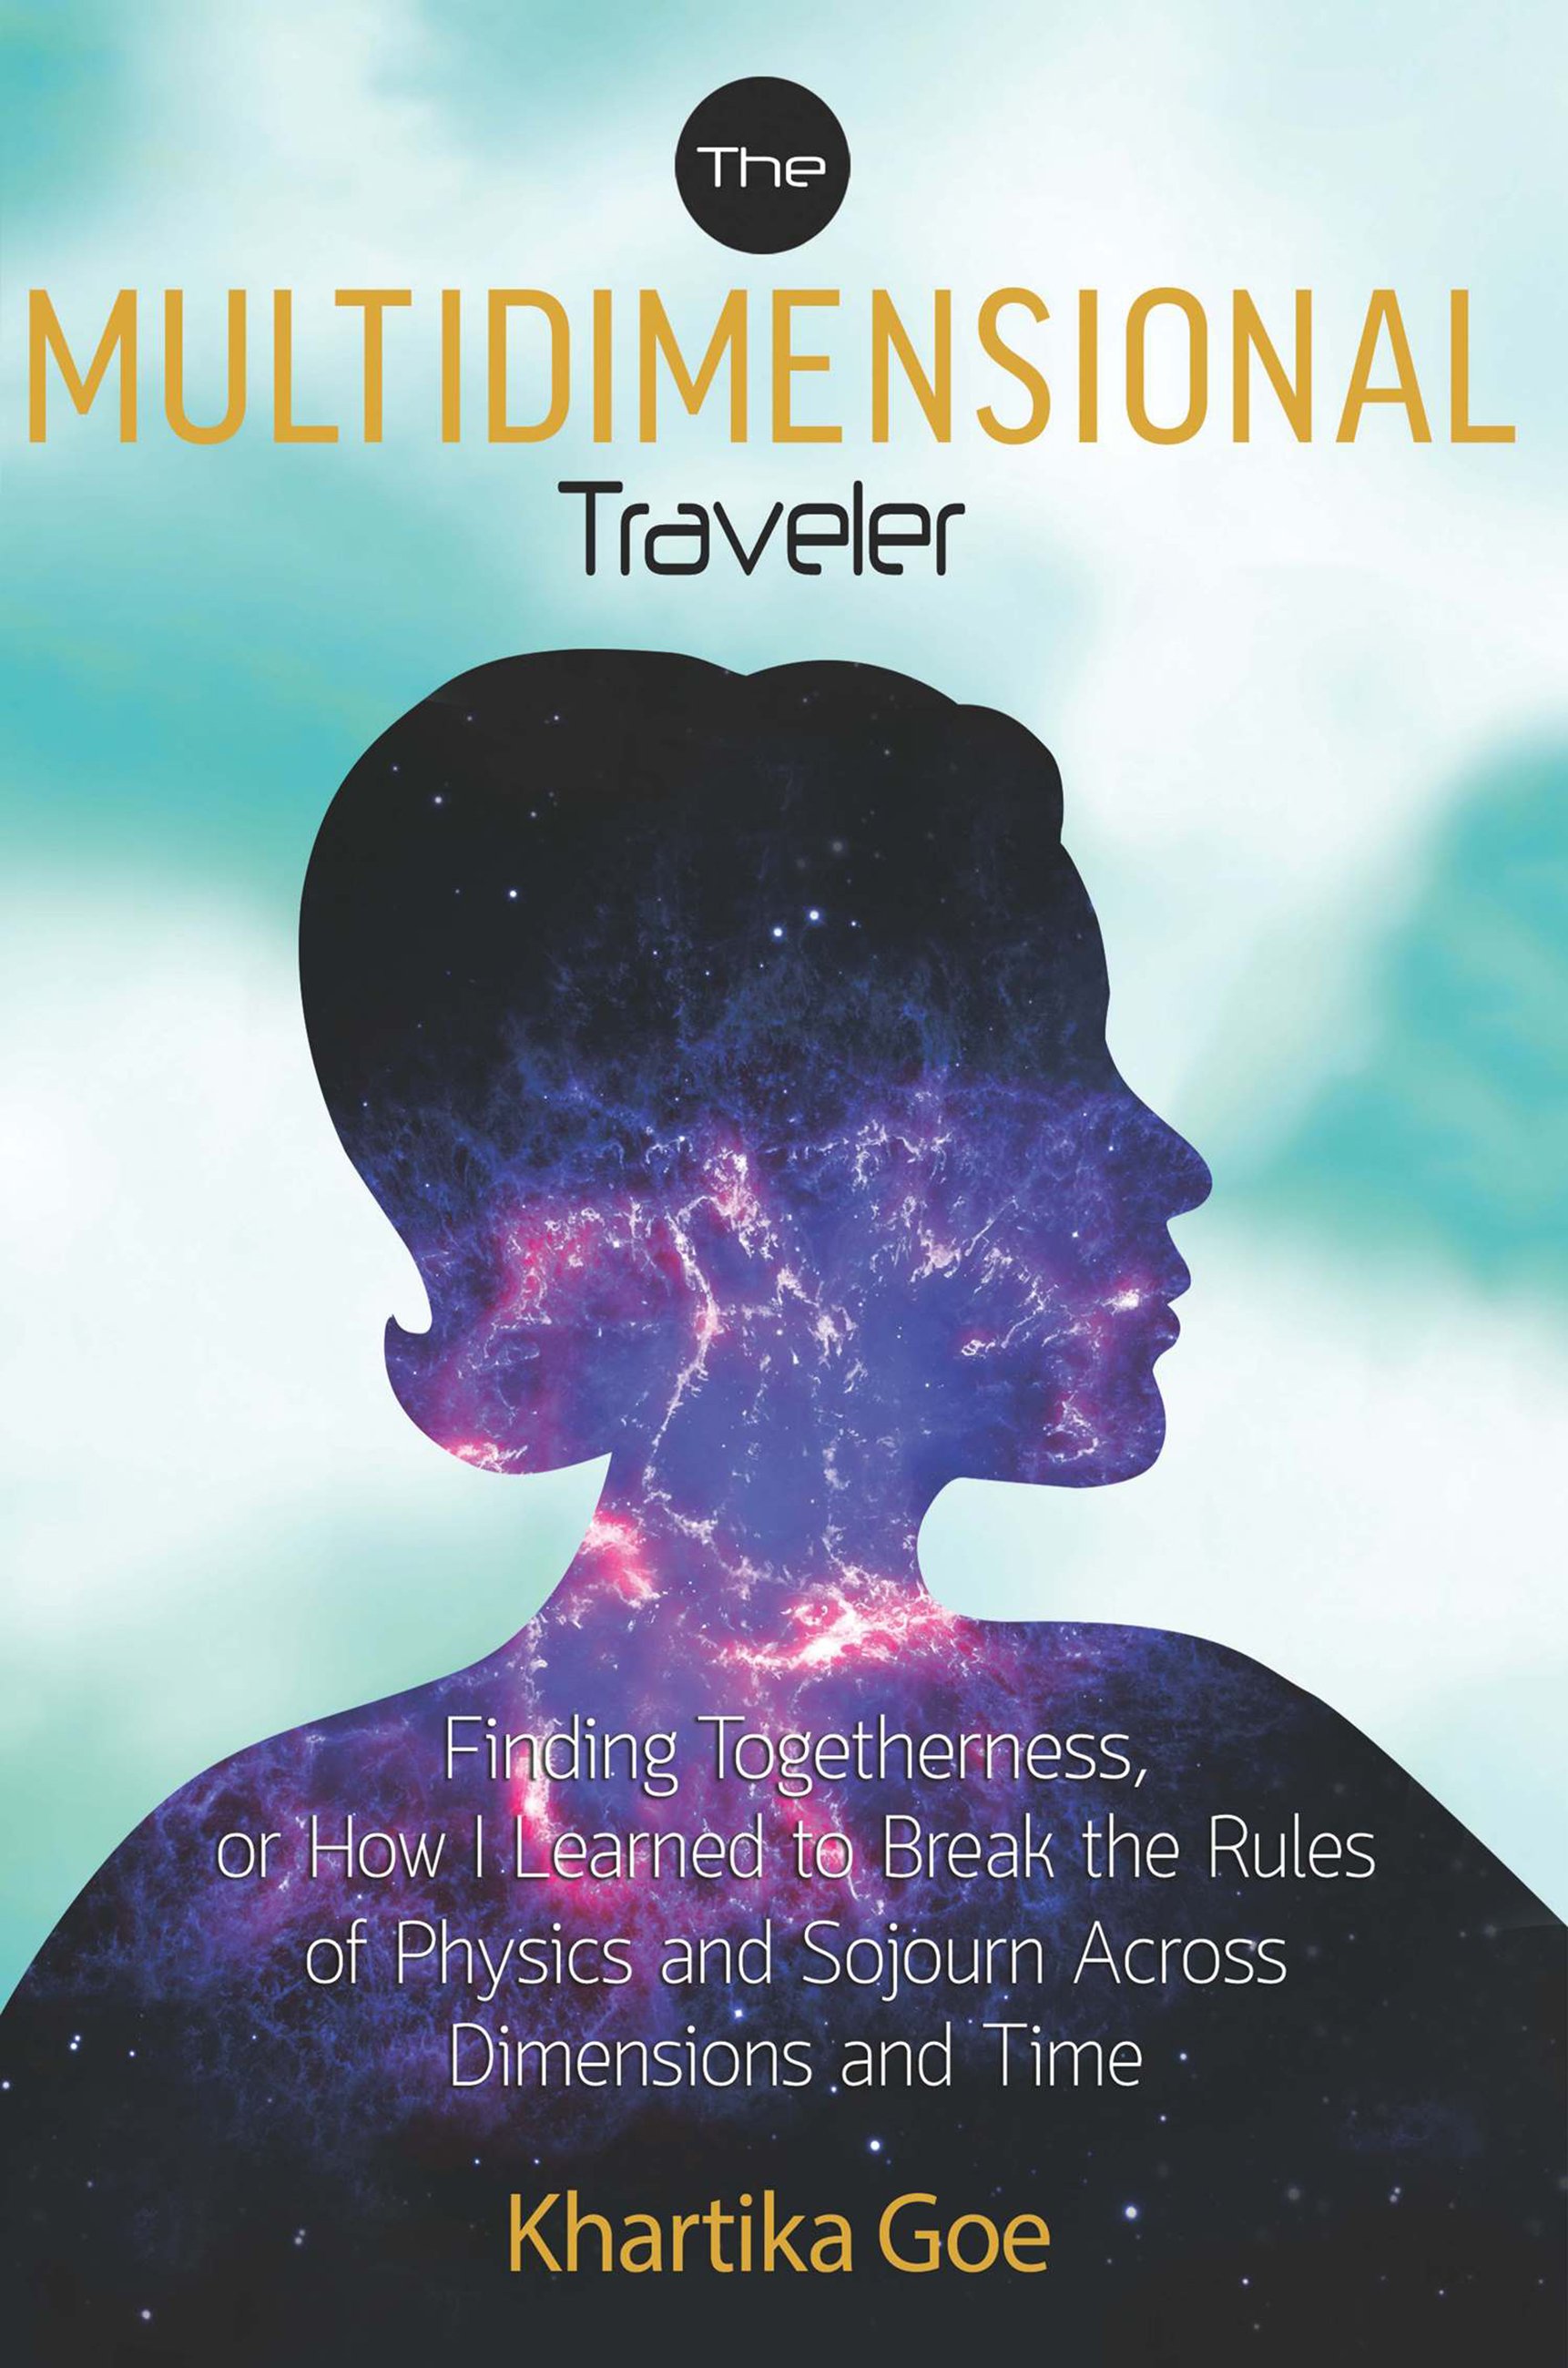 The
MULTIDIMENSIONAL
Traveler
Finding Togetherness,
or How I Learned to Break the Rules
of Physics and Sojourn Across
Dimensions and Time
Khartika Goe